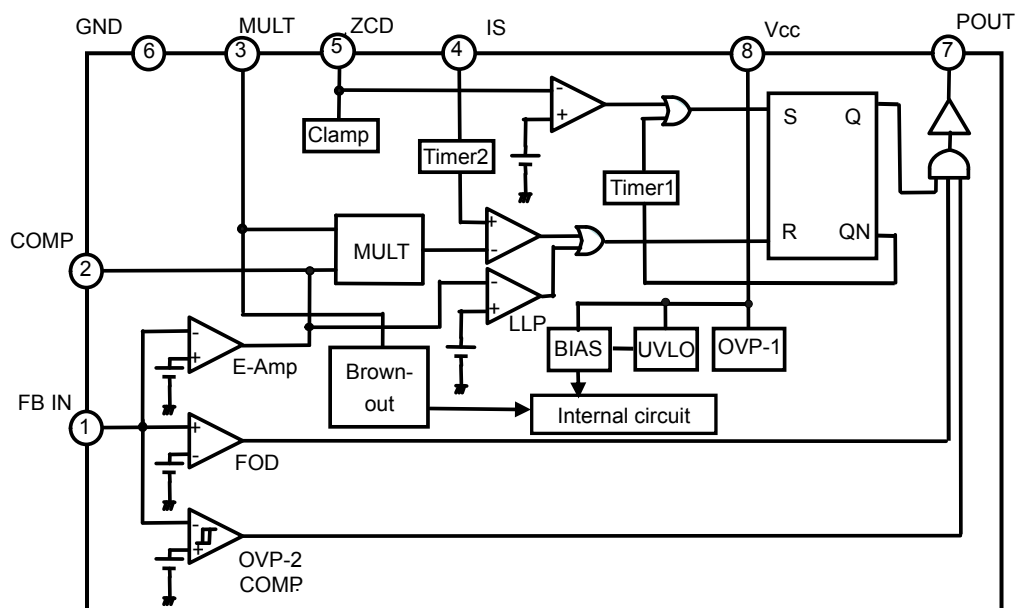 GND
MULT
ZCD
IS
Vcc
POUT
6
3
5
4
8
7
Clamp
-
+
S
Q
Timer2
Timer1
R
QN
COMP
2
MULT
+
-
-
+
LLP
BIAS
UVLO
OVP-1
-
+
E-Amp
Brown-
out
Internal circuit
FB IN
1
+
-
FOD
-
+
OVP-2
COMP.